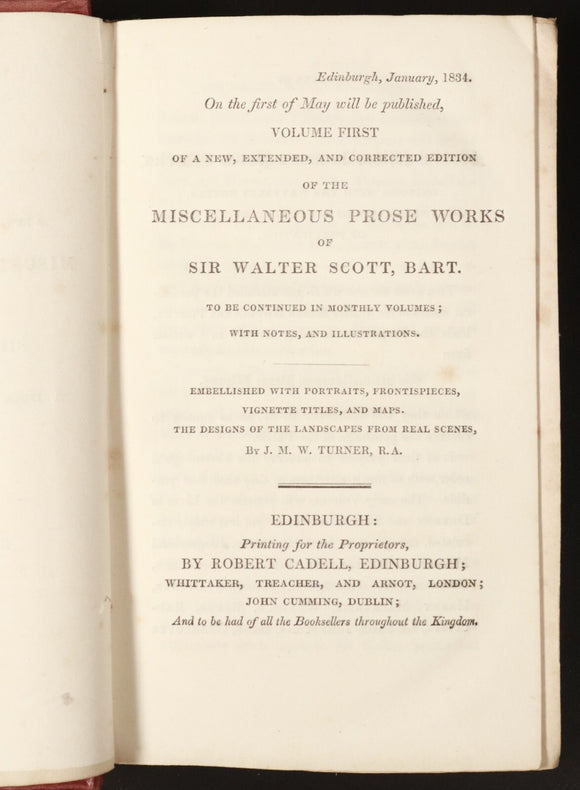 Edinburgh, January, 1834.
On the first of May will be published,
VOLUME FIRST
OF A NEW, EXTENDED, AND CORRECTED EDITION
OF THE
MISCELLANEOUS PROSE WORKS
OF
SIR WALTER SCOTT, BART.
TO BE CONTINUED IN MONTHLY VOLUMES;
WITH NOTES, AND ILLUSTRATIONS.
EMBELLISHED WITH PORTRAITS, FRONTISPIECES,
VIGNETTE TITLES, AND MAPS.
THE DESIGNS OF THE LANDSCAPES FROM REAL SCENES,
By J. M. W. TURNER, R.A.
EDINBURGH:
Printing for the Proprietors,
BY ROBERT CADELL, EDINBURGH;
WHITTAKER, TREACHER, AND ARNOT, LONDON;
JOHN CUMMING, DUBLIN;
And to be had of all the Booksellers throughout the Kingdom.